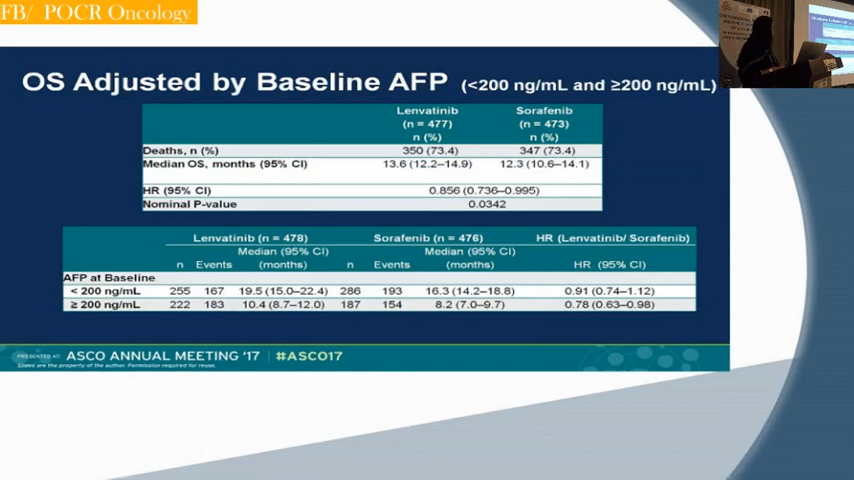 FB/ POCR Oncology
OS Adjusted by Baseline AFP (<200 ng/mL and ≥200 ng/mL)
Lenvatinib Sorafenib
(n = 477) (n = 473)
n (%) n (%)
Deaths, n (%) 350 (73.4) 347 (73.4)
Median OS, months (95% CI) 13.6 (12.2–14.9) 12.3 (10.6–14.1)
HR (95% CI) 0.856 (0.736–0.995)
Nominal P-value 0.0342
Lenvatinib (n = 478) Sorafenib (n = 476) HR (Lenvatinib/ Sorafenib)
Median (95% CI) Median (95% CI)
n Events (months) n Events (months) HR (95% CI)
AFP at Baseline
< 200 ng/mL 255 167 19.5 (15.0–22.4) 286 193 16.3 (14.2–18.8) 0.91 (0.74–1.12)
≥ 200 ng/mL 222 183 10.4 (8.7–12.0) 187 154 8.2 (7.0–9.7) 0.78 (0.63–0.98)
PRESENTED AT: ASCO ANNUAL MEETING '17 | #ASCO17
Slides are the property of the author. Permission required for reuse.